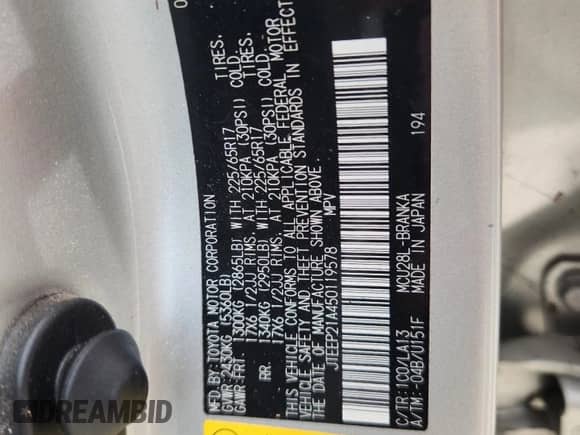 MFD. BY: TOYOTA MOTOR CORPORATION
GVWR 2450KG (5360LB)
GAWR FRT. 1300KG (2865LB) WITH 225/65R17 TIRES.
17X6 1/2JJ RIMS AT 210KPA (30PSI) COLD.
RR. 1340KG (2950LB) WITH 225/65R17 TIRES.
17X6 1/2JJ RIMS AT 210KPA (30PSI) COLD.
THIS VEHICLE CONFORMS TO ALL APPLICABLE FEDERAL MOTOR
VEHICLE SAFETY AND THEFT PREVENTION STANDARDS IN EFFECT
ON THE DATE OF MANUFACTURE SHOWN ABOVE.
JTEEP21A450119578 MPV
C/TR: 1C0/LA13 MCU28L-BRANKA 194
A/TM: -04B/U151F MADE IN JAPAN
DREAMBID